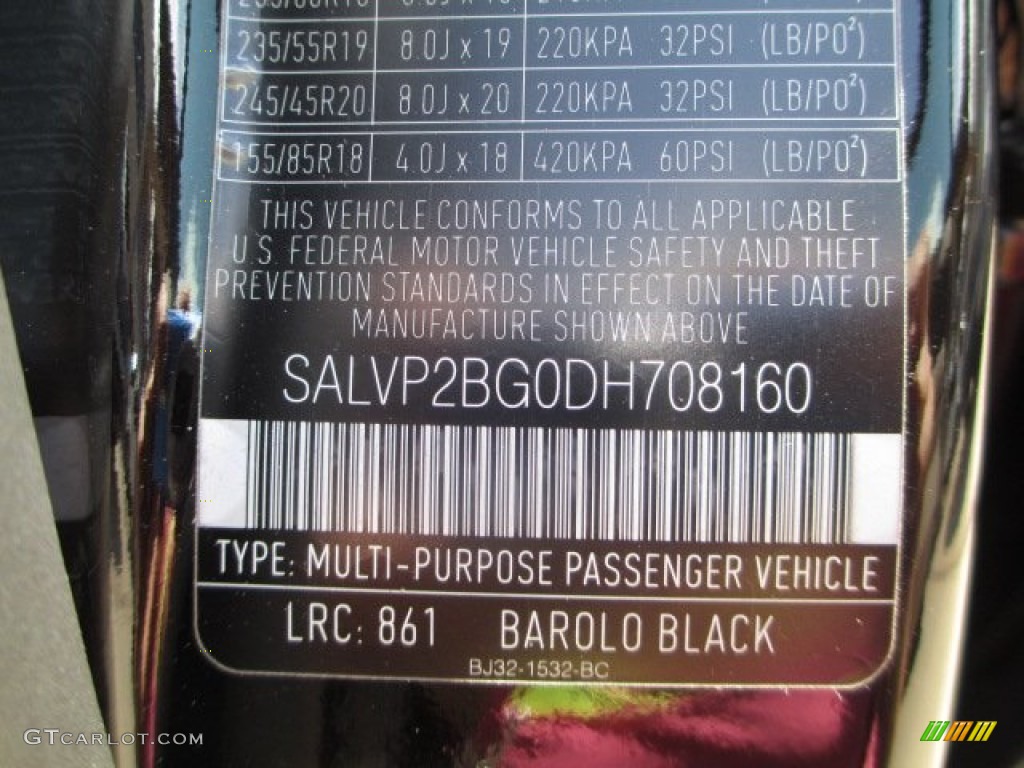 235/55R19 8.0J x 19 220KPA 32PSI (LB/PO²)
245/45R20 8.0J x 20 220KPA 32PSI (LB/PO²)
155/85R18 4.0J x 18 420KPA 60PSI (LB/PO²)
THIS VEHICLE CONFORMS TO ALL APPLICABLE
U.S. FEDERAL MOTOR VEHICLE SAFETY AND THEFT
PREVENTION STANDARDS IN EFFECT ON THE DATE OF
MANUFACTURE SHOWN ABOVE
SALVP2BG0DH708160
TYPE: MULTI-PURPOSE PASSENGER VEHICLE
LRC: 861 BAROLO BLACK
BJ32-1532-BC
GTCARLOT.COM